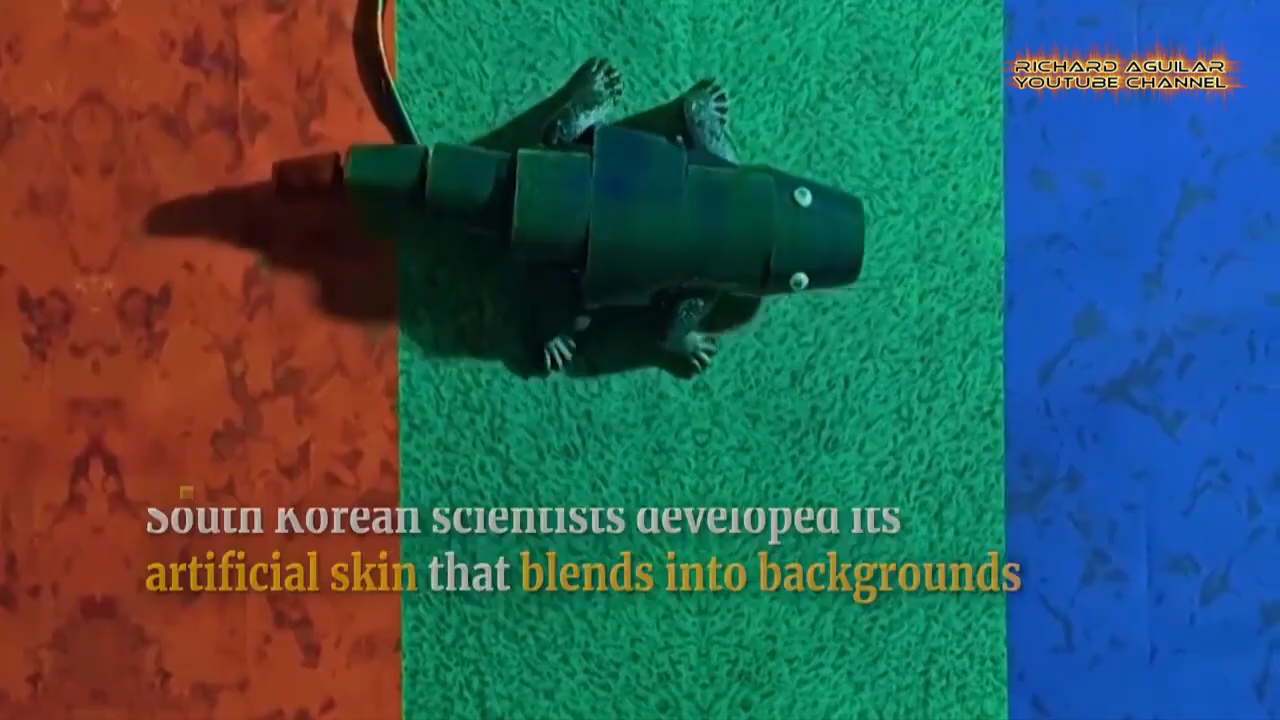 RICHARD AGUILAR
YOUTUBE CHANNEL
South Korean scientists developed its
artificial skin that blends into backgrounds